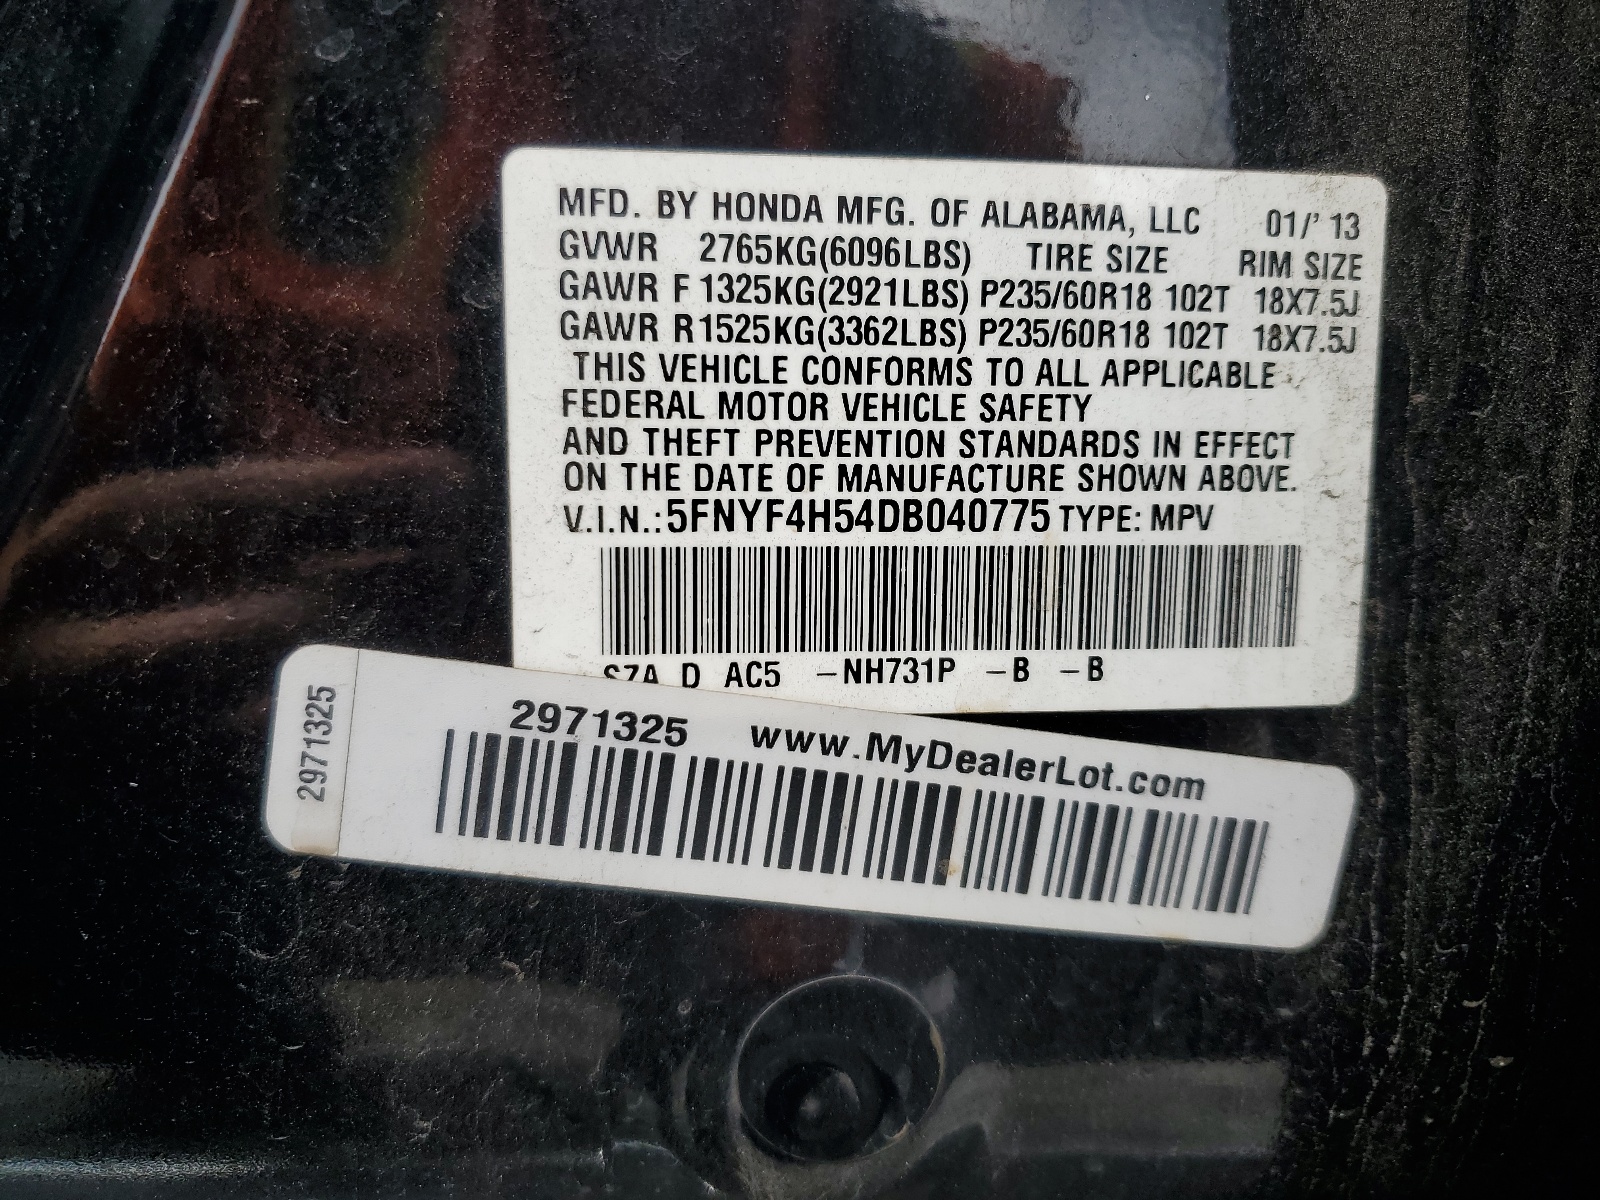 MFD. BY HONDA MFG. OF ALABAMA, LLC 01/'13
GVWR 2765KG(6096LBS) TIRE SIZE RIM SIZE
GAWR F 1325KG(2921LBS) P235/60R18 102T 18X7.5J
GAWR R1525KG(3362LBS) P235/60R18 102T 18X7.5J
THIS VEHICLE CONFORMS TO ALL APPLICABLE
FEDERAL MOTOR VEHICLE SAFETY
AND THEFT PREVENTION STANDARDS IN EFFECT
ON THE DATE OF MANUFACTURE SHOWN ABOVE.
V.I.N.:5FNYF4H54DB040775 TYPE: MPV
SZA D AC5 -NH731P -B -B
2971325
2971325 www.MyDealerLot.com